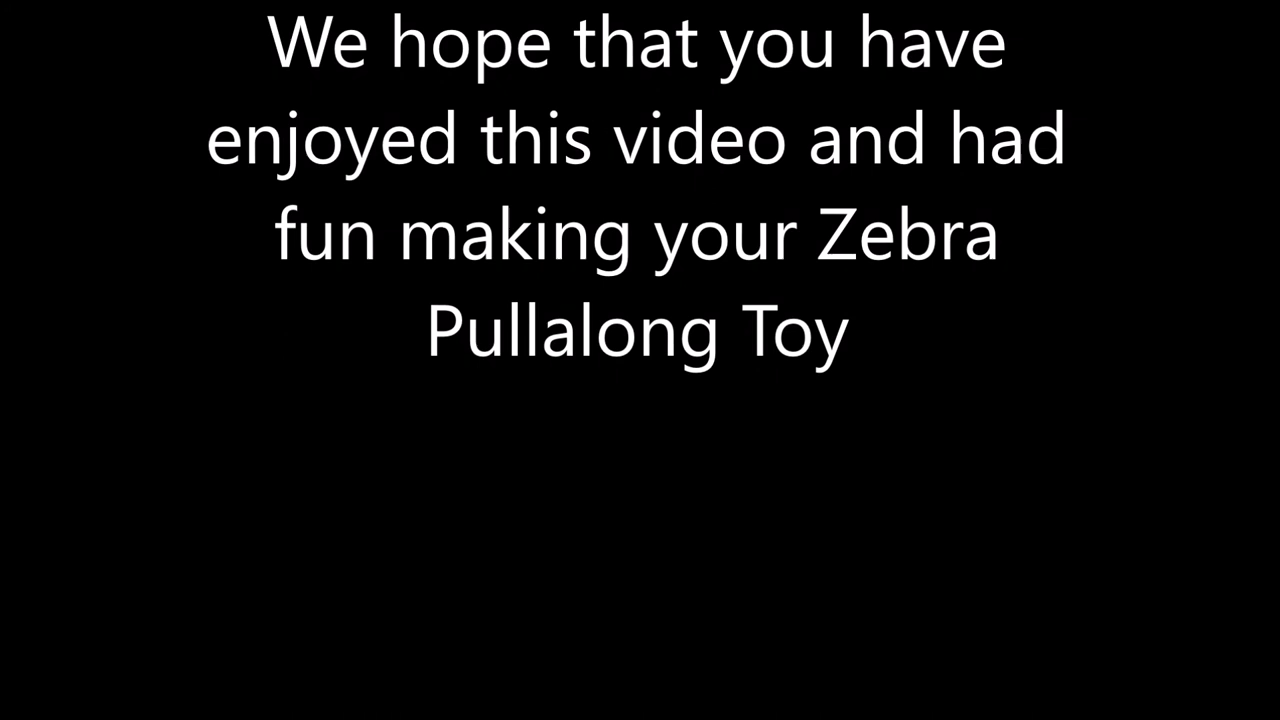 We hope that you have
enjoyed this video and had
fun making your Zebra
Pullalong Toy